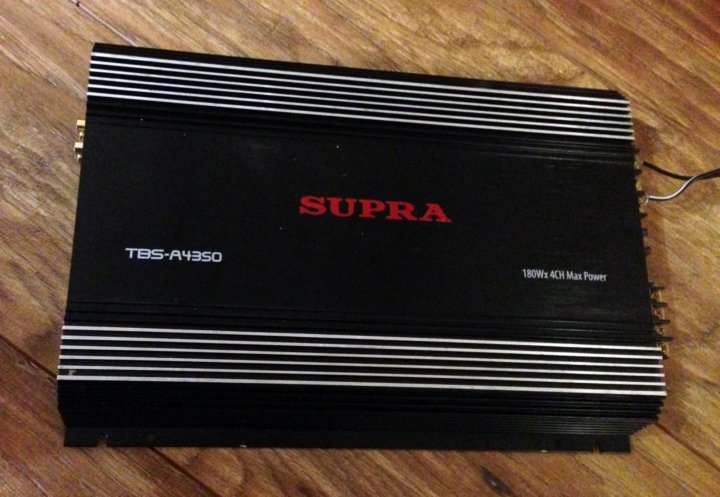 SUPRA
TBS-A4350
180Wx 4CH Max Power